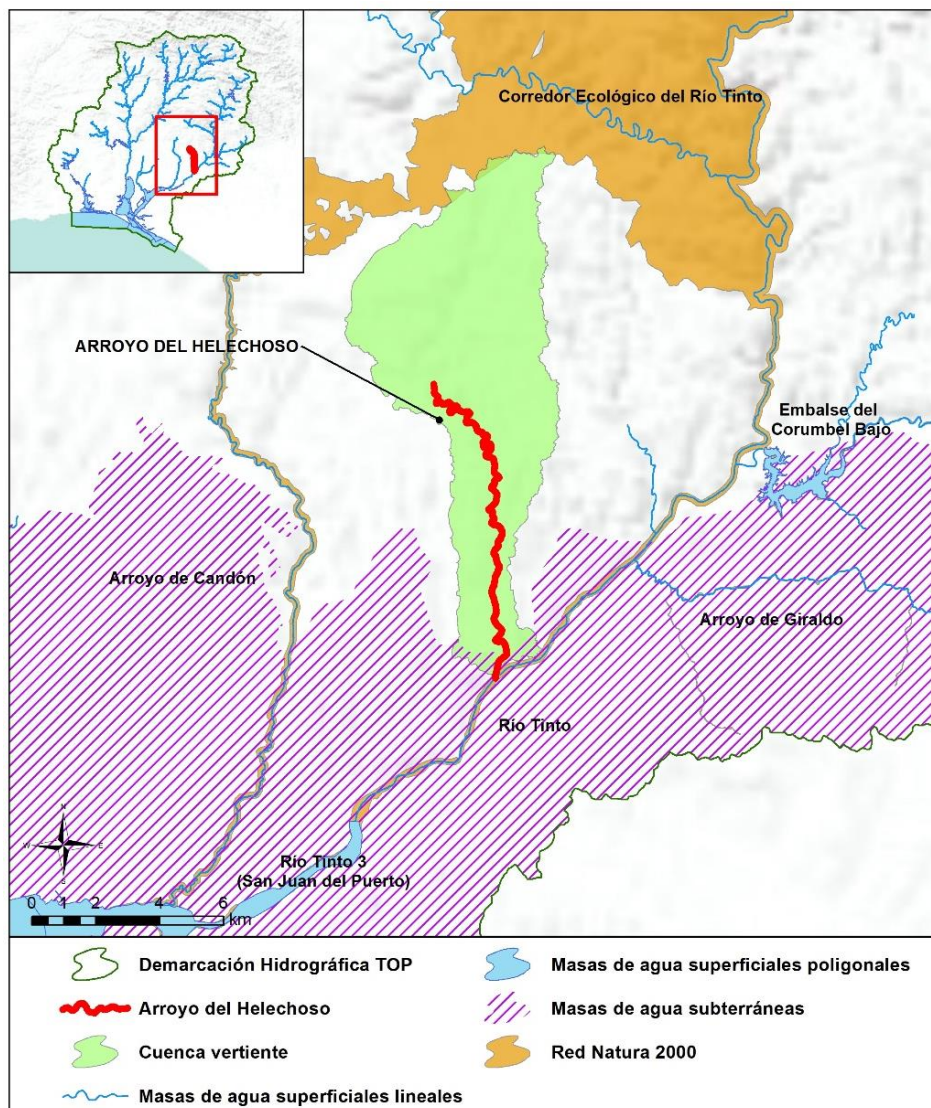 Corredor Ecológico del Río Tinto
ARROYO DEL HELECHOSO
Embalse del
Corumbel Bajo
Arroyo de Candón
Arroyo de Giraldo
Río Tinto
N
W E
S
Río Tinto 3
(San Juan del Puerto)
0 1 2 4 6
km
Demarcación Hidrográfica TOP
Masas de agua superficiales poligonales
Arroyo del Helechoso
Masas de agua subterráneas
Cuenca vertiente
Red Natura 2000
Masas de agua superficiales lineales